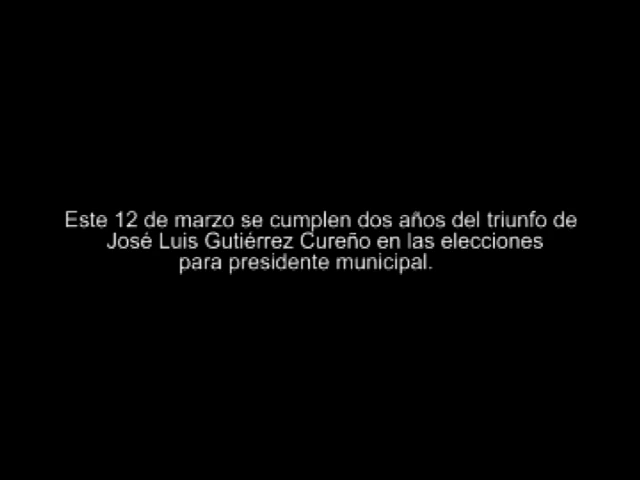 Este 12 de marzo se cumplen dos años del triunfo de
José Luis Gutiérrez Cureño en las elecciones
para presidente municipal.